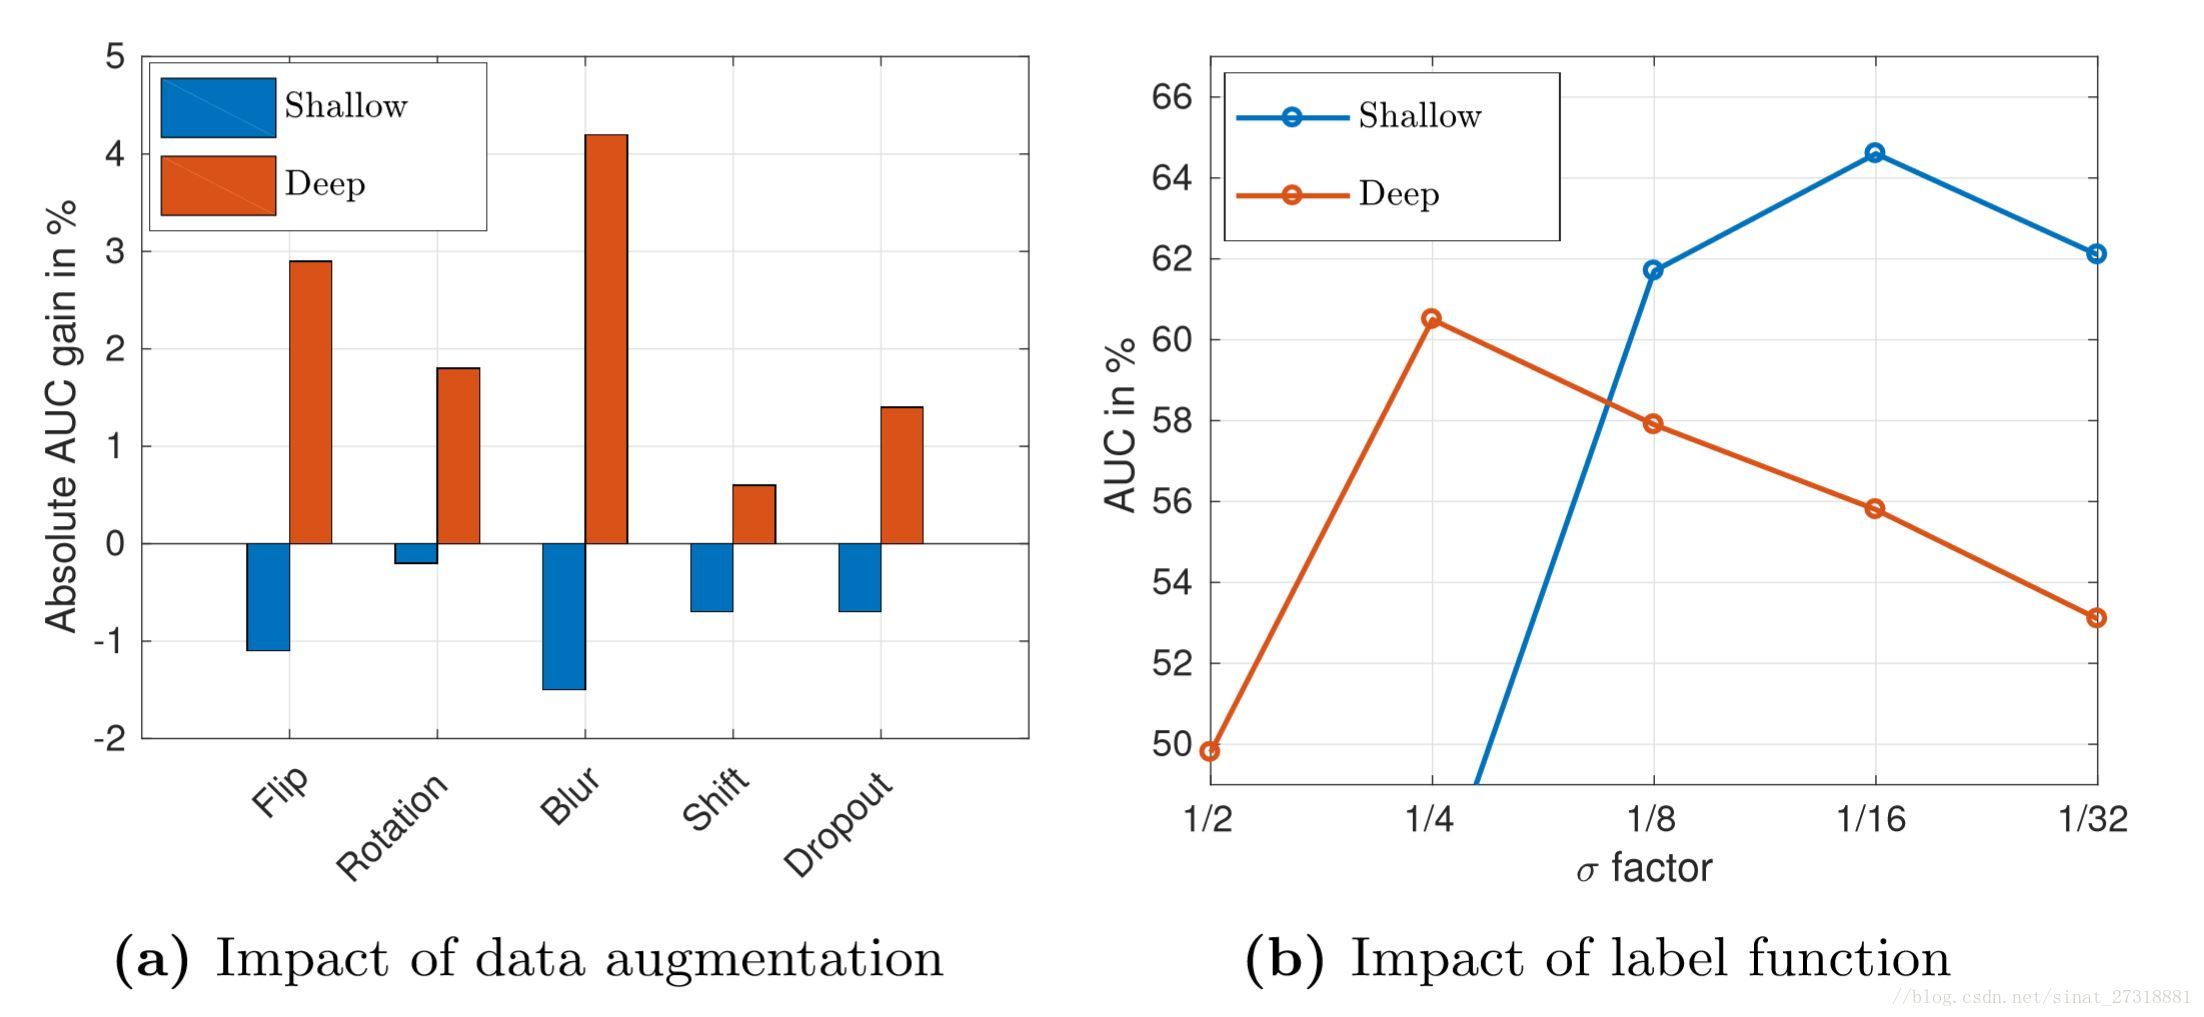 5
4
3
2
1
0
-1
-2
Absolute AUC gain in %
Shallow
Deep
Flip
Rotation
Blur
Shift
Dropout
(a) Impact of data augmentation
66
64
62
60
58
56
54
52
50
AUC in %
Shallow
Deep
1/2 1/4 1/8 1/16 1/32
σ factor
(b) Impact of label function
//blog.csdn.net/sinat_27318881